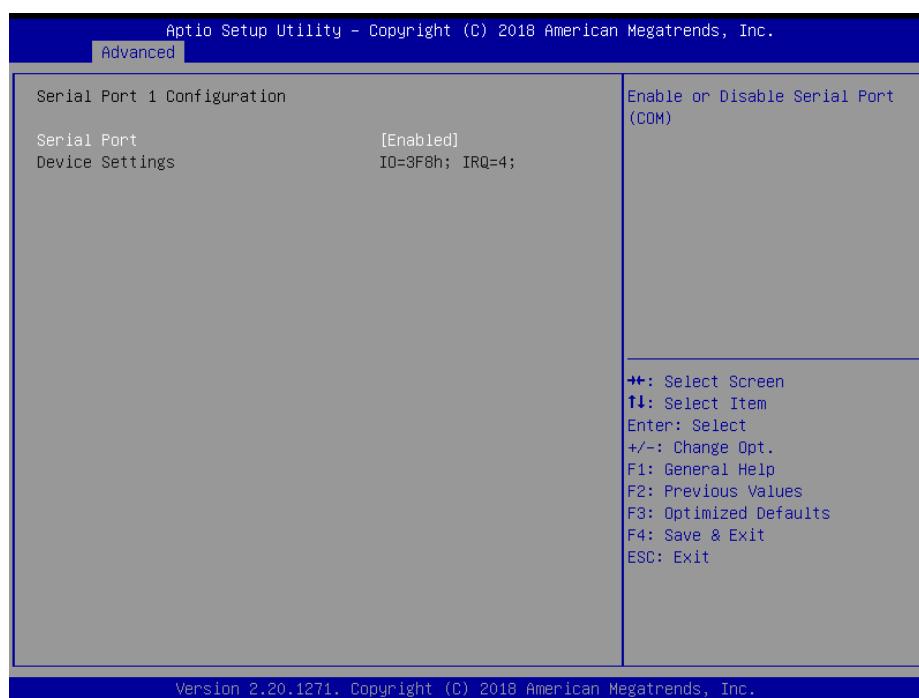 Aptio Setup Utility – Copyright (C) 2018 American Megatrends, Inc.
Advanced
Serial Port 1 Configuration
Serial Port [Enabled]
Device Settings IO=3F8h; IRQ=4;
Enable or Disable Serial Port
(COM)
→←: Select Screen
↑↓: Select Item
Enter: Select
+/-: Change Opt.
F1: General Help
F2: Previous Values
F3: Optimized Defaults
F4: Save & Exit
ESC: Exit
Version 2.20.1271. Copyright (C) 2018 American Megatrends, Inc.